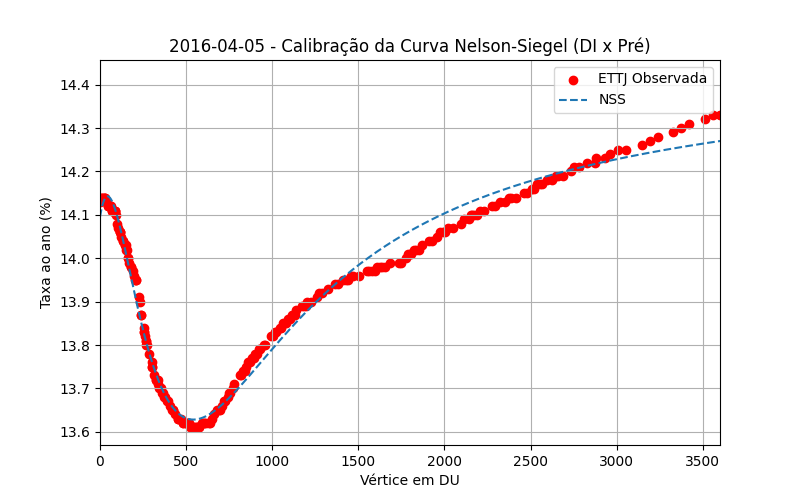 2016-04-05 - Calibração da Curva Nelson-Siegel (DI x Pré)
ETTJ Observada
NSS
Taxa ao ano (%)
14.4
14.3
14.2
14.1
14.0
13.9
13.8
13.7
13.6
0 500 1000 1500 2000 2500 3000 3500
Vértice em DU